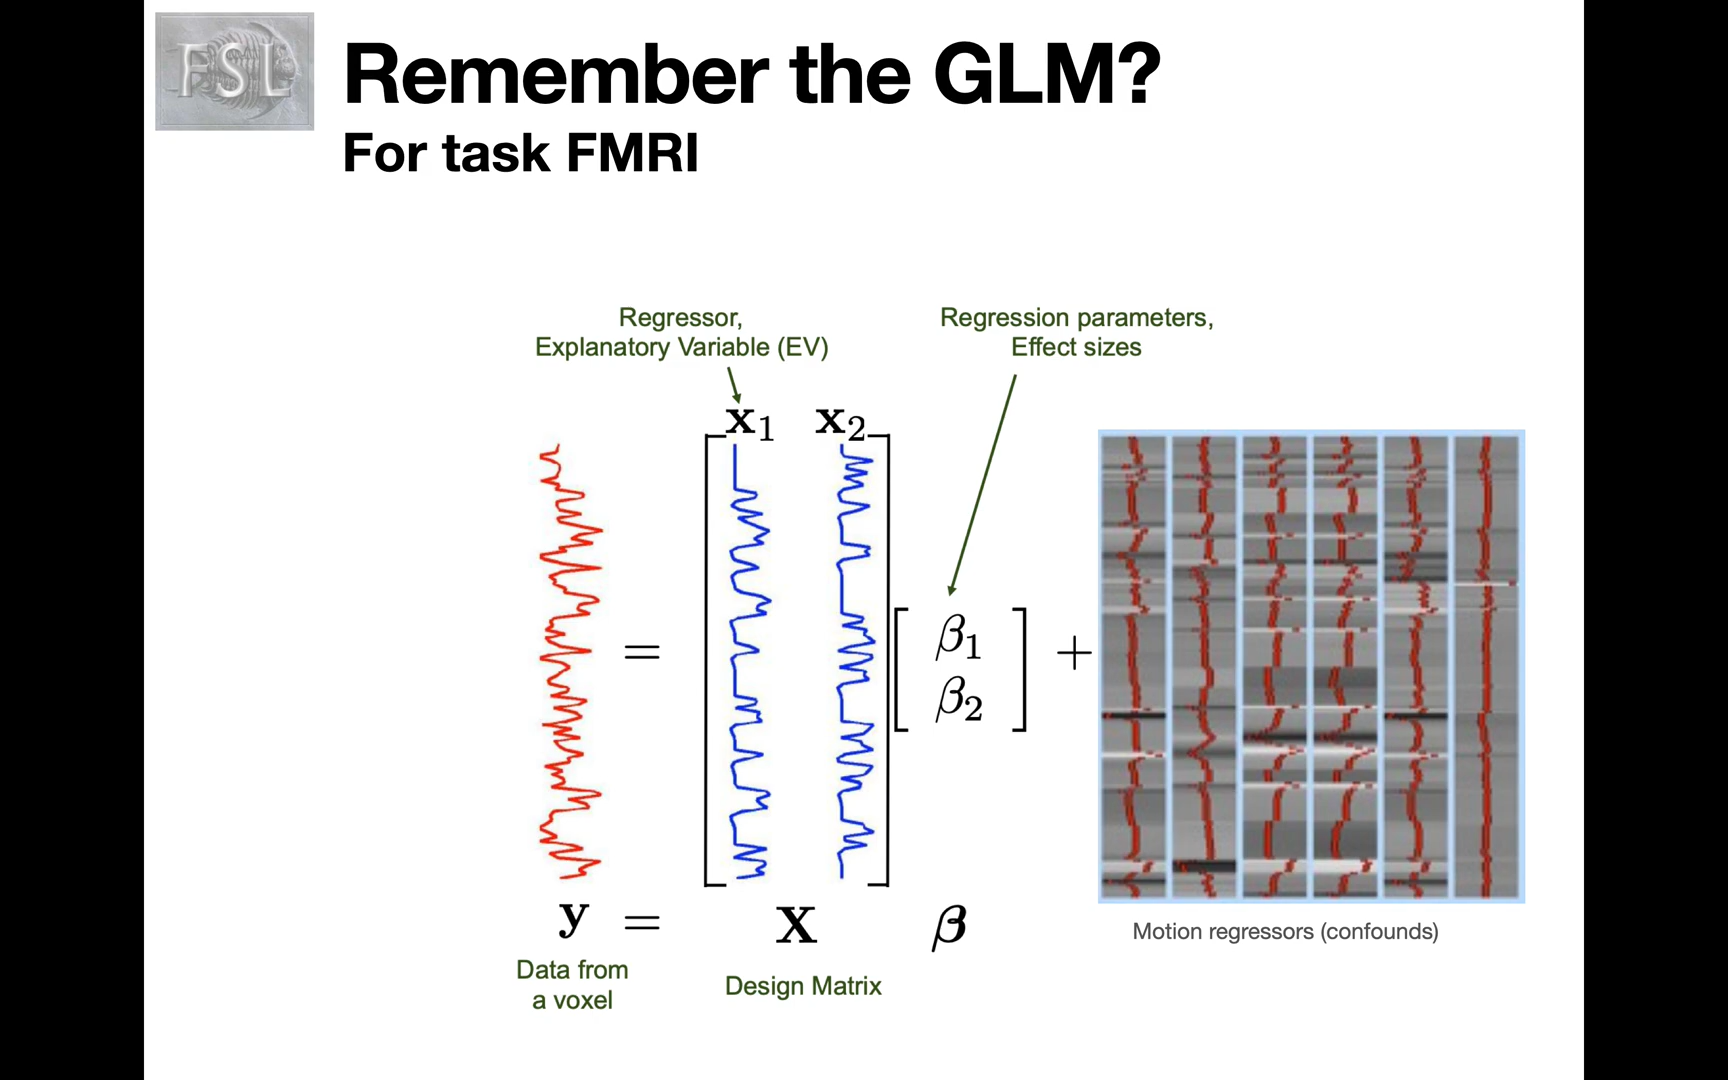 FSL
Remember the GLM?
For task FMRI
Regressor,
Explanatory Variable (EV)
Regression parameters,
Effect sizes
x1 x2
=
β1
β2
+
y = X β
Data from
a voxel
Design Matrix
Motion regressors (confounds)